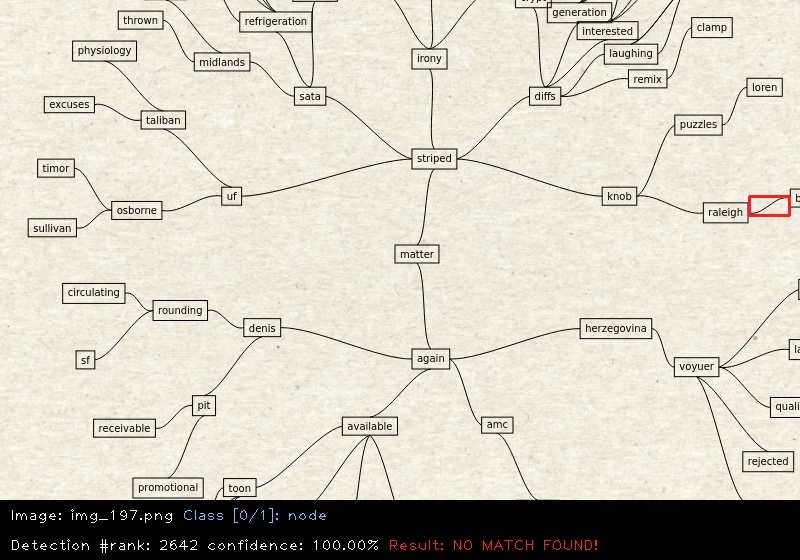 generation
refrigeration
thrown
interested
clamp
physiology
laughing
irony
midlands
remix
loren
sata
diffs
excuses
taliban
puzzles
striped
timor
uf
knob
osborne
raleigh
sullivan
matter
circulating
rounding
denis
herzegovina
sf
again
voyuer
pit
available
amc
receivable
rejected
promotional
toon
Image: img_197.png Class [0/1]: node
Detection #rank: 2642 confidence: 100.00% Result: NO MATCH FOUND!